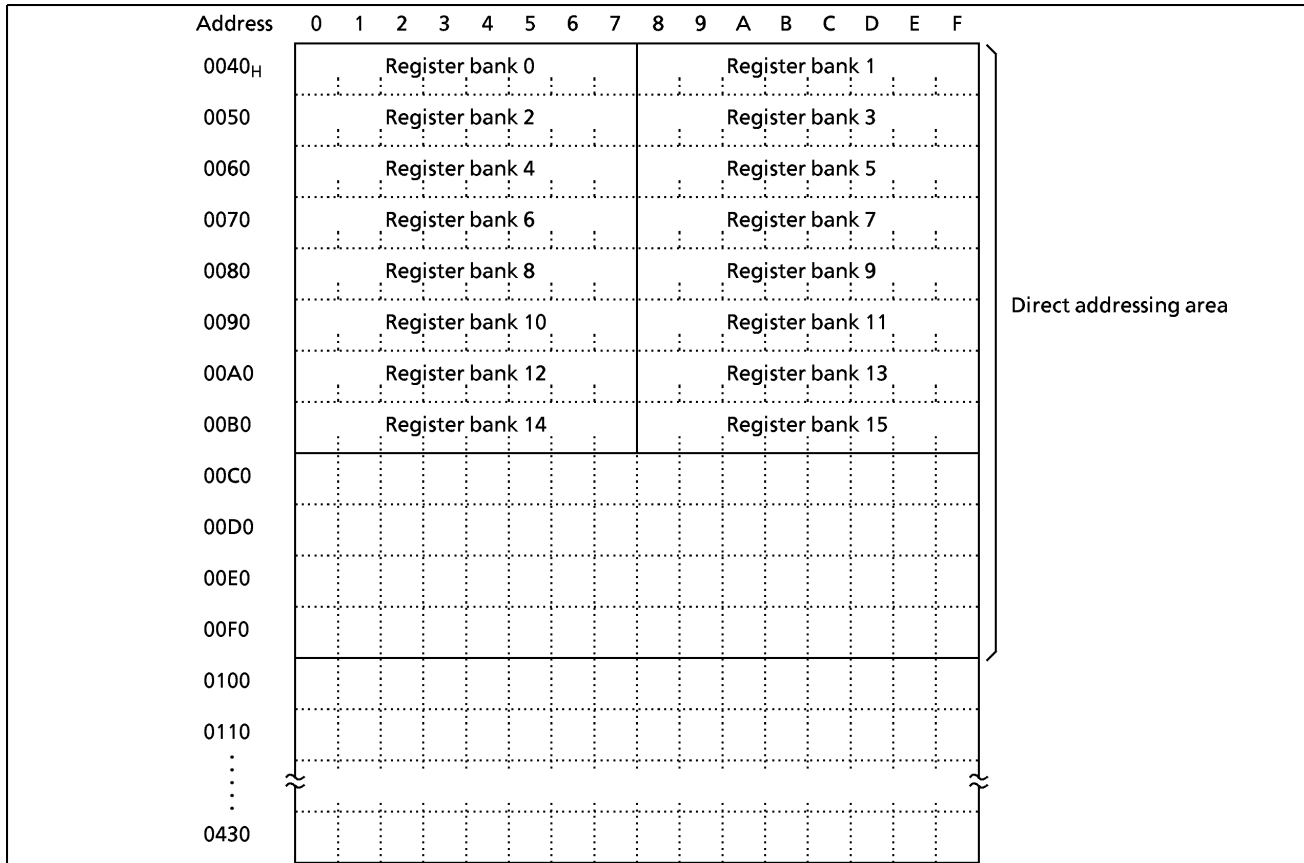 Address 0 1 2 3 4 5 6 7 8 9 A B C D E F
0040H Register bank 0 Register bank 1
0050 Register bank 2 Register bank 3
0060 Register bank 4 Register bank 5
0070 Register bank 6 Register bank 7
0080 Register bank 8 Register bank 9
0090 Register bank 10 Register bank 11
Direct addressing area
00A0 Register bank 12 Register bank 13
00B0 Register bank 14 Register bank 15
00C0
00D0
00E0
00F0
0100
0110
0430